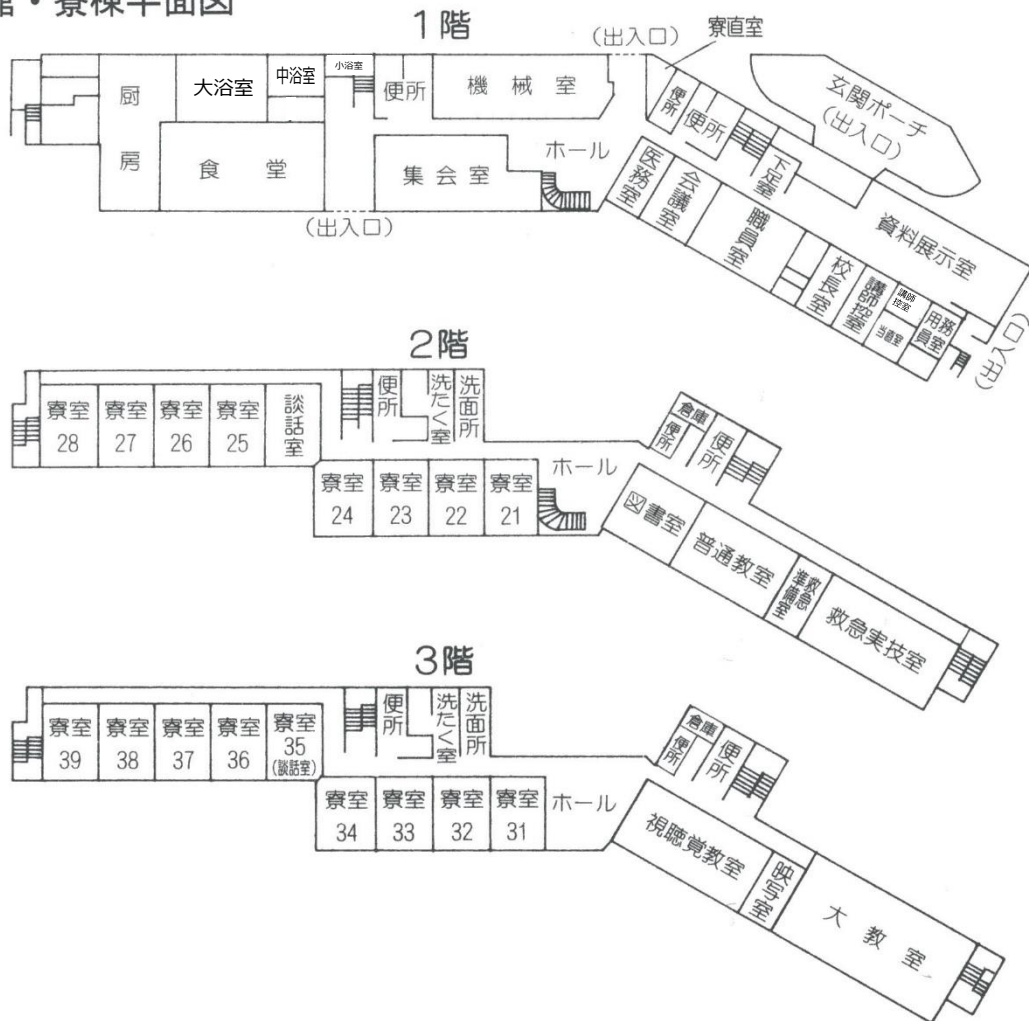 ・寮棟平面図
1階
(出入口)
寮直室
厨房
大浴室
中浴室
小浴室
便所
機械室
便所
便所
玄関ポーチ
(出入口)
食堂
集会室
ホール
医務室
会議室
職員室
下足室
資料展示室
校長室
講師控室
講師控室
当直室
用務員室
(出入口)
(出入口)
2階
寮室
28
寮室
27
寮室
26
寮室
25
談話室
便所
洗たく室
洗面所
寮室
24
寮室
23
寮室
22
寮室
21
ホール
倉庫
便所
便所
図書室
普通教室
救急準備室
救急実技室
3階
寮室
39
寮室
38
寮室
37
寮室
36
寮室
35
(談話室)
便所
洗たく室
洗面所
寮室
34
寮室
33
寮室
32
寮室
31
ホール
倉庫
便所
便所
視聴覚教室
映写室
大教室